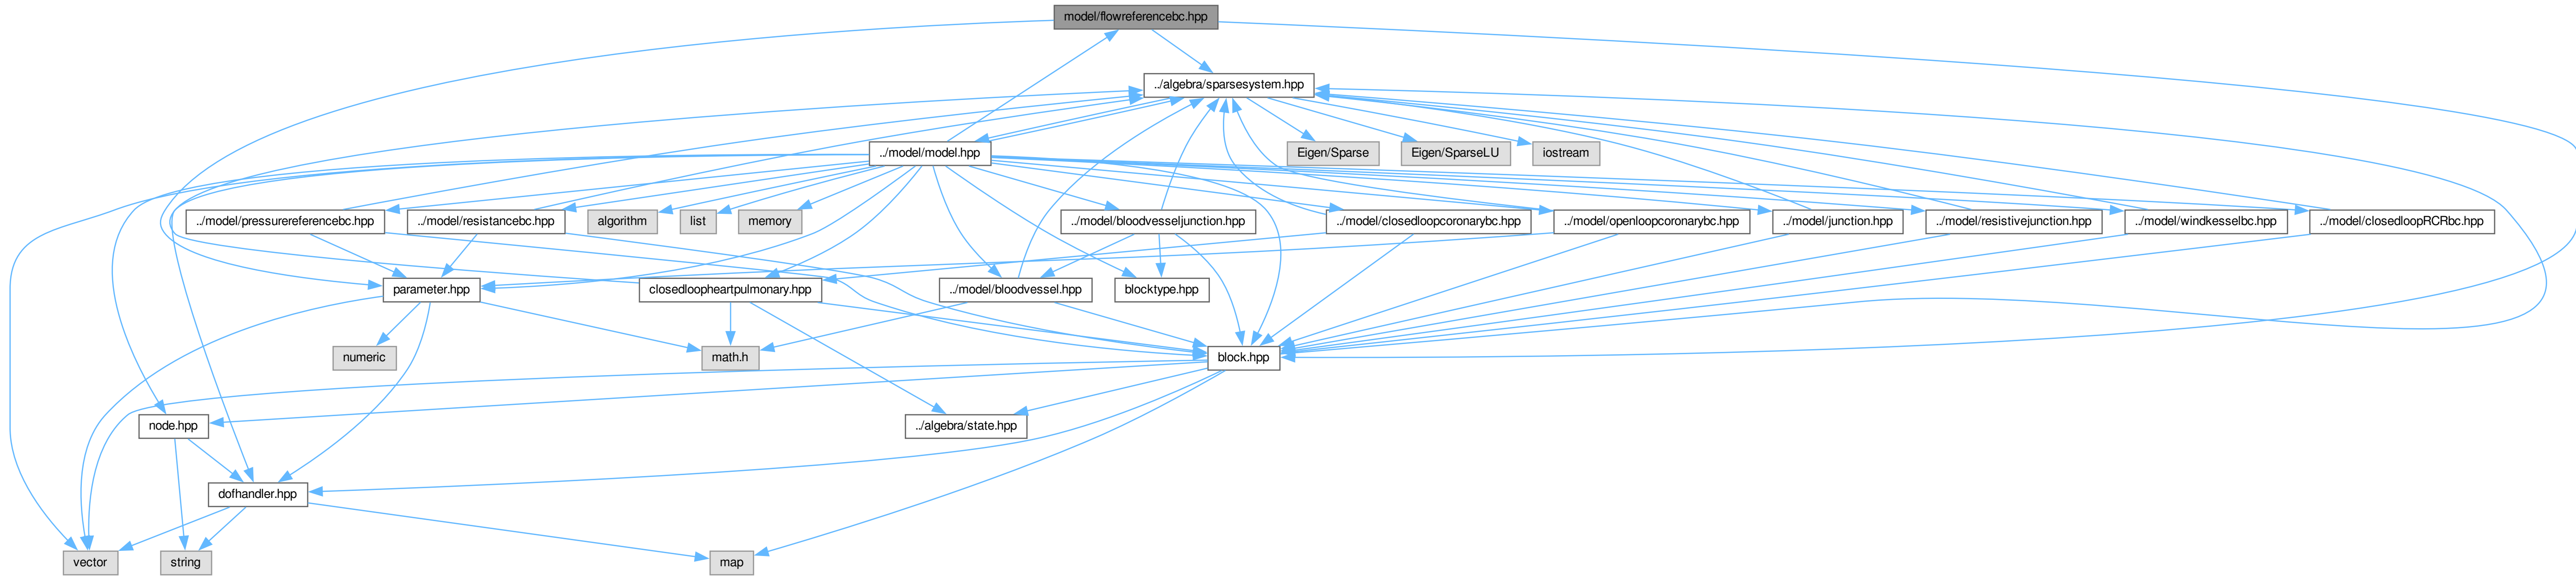 model/flowreferencebc.hpp
../algebra/sparsesystem.hpp
../model/model.hpp
Eigen/Sparse
Eigen/SparseLU
iostream
../model/pressurereferencebc.hpp
../model/resistancebc.hpp
algorithm
list
memory
../model/bloodvesseljunction.hpp
../model/closedloopcoronarybc.hpp
../model/openloopcoronarybc.hpp
../model/junction.hpp
../model/resistivejunction.hpp
../model/windkesselbc.hpp
../model/closedloopRCRbc.hpp
parameter.hpp
closedloopheartpulmonary.hpp
../model/bloodvessel.hpp
blocktype.hpp
numeric
math.h
block.hpp
node.hpp
../algebra/state.hpp
dofhandler.hpp
vector
string
map